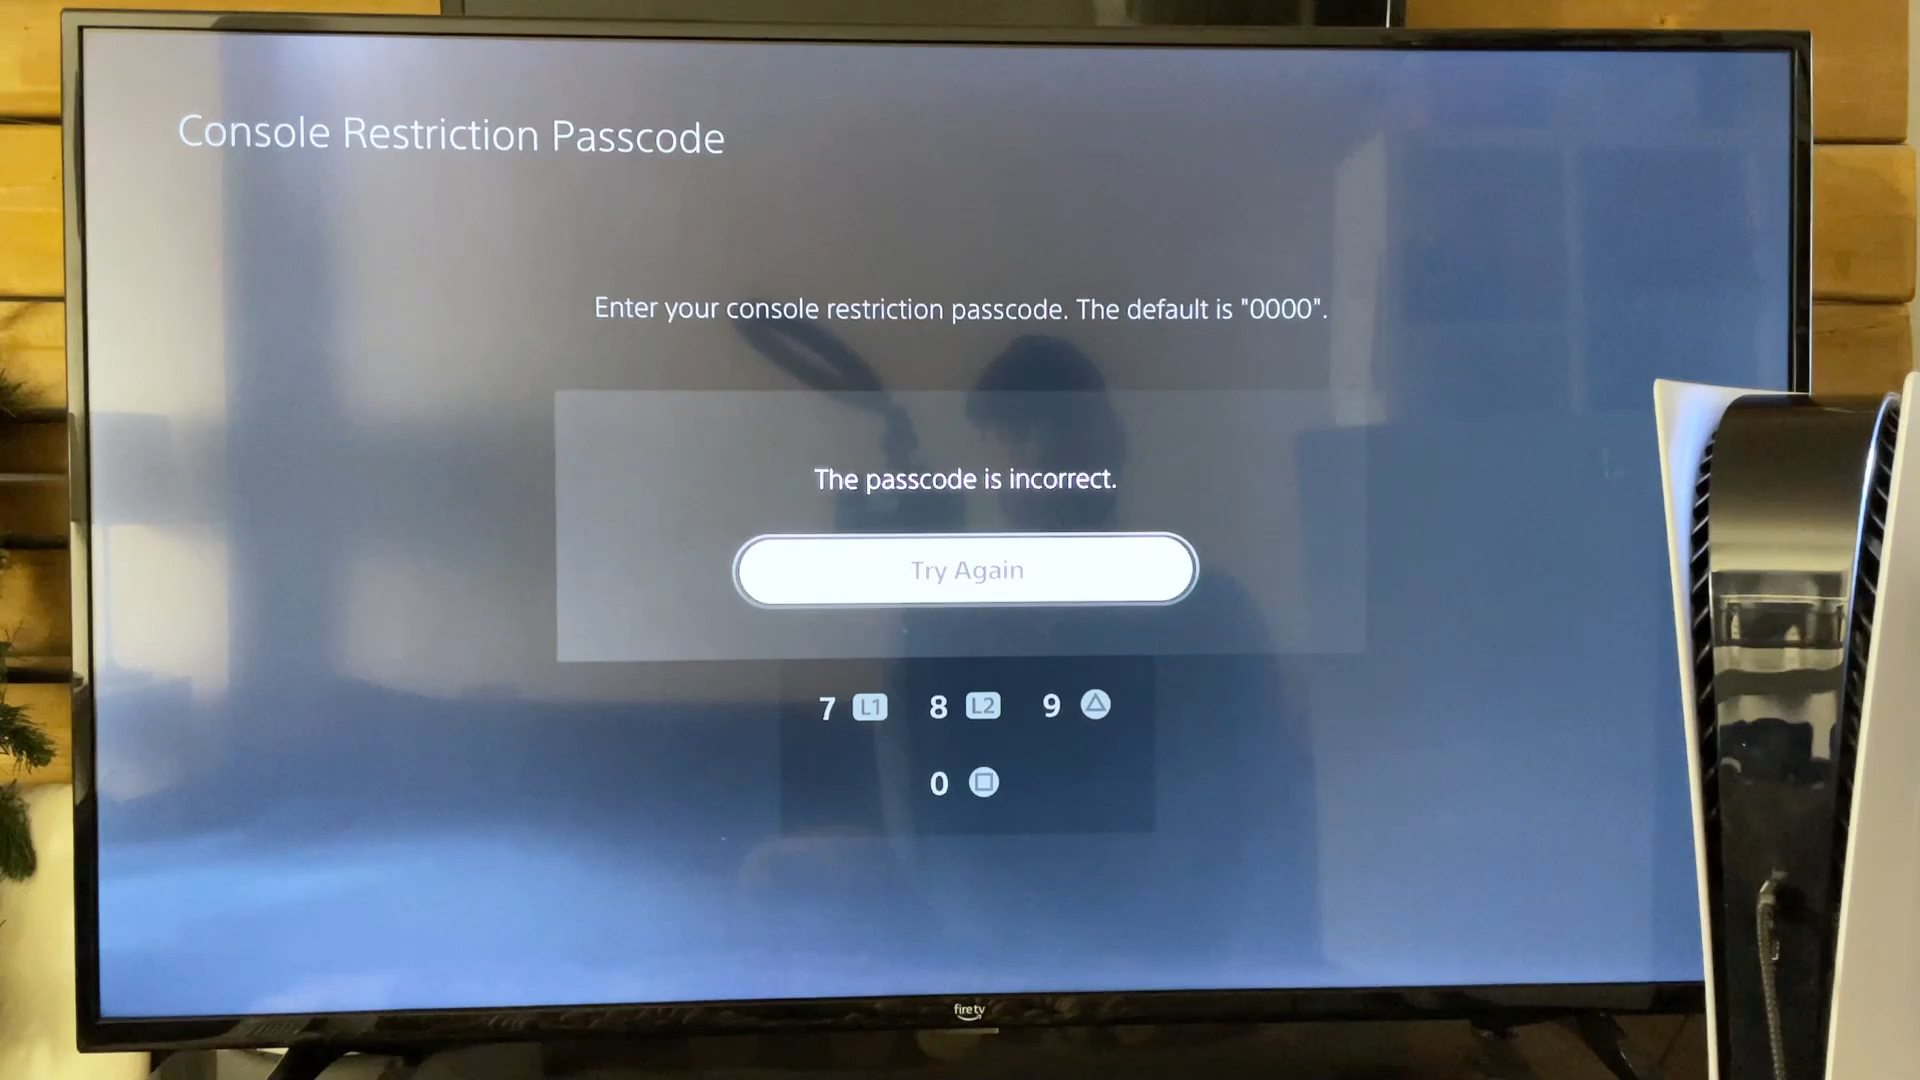 Console Restriction Passcode
Enter your console restriction passcode. The default is "0000".
The passcode is incorrect.
Try Again
7 L1 8 L2 9
0
fire tv